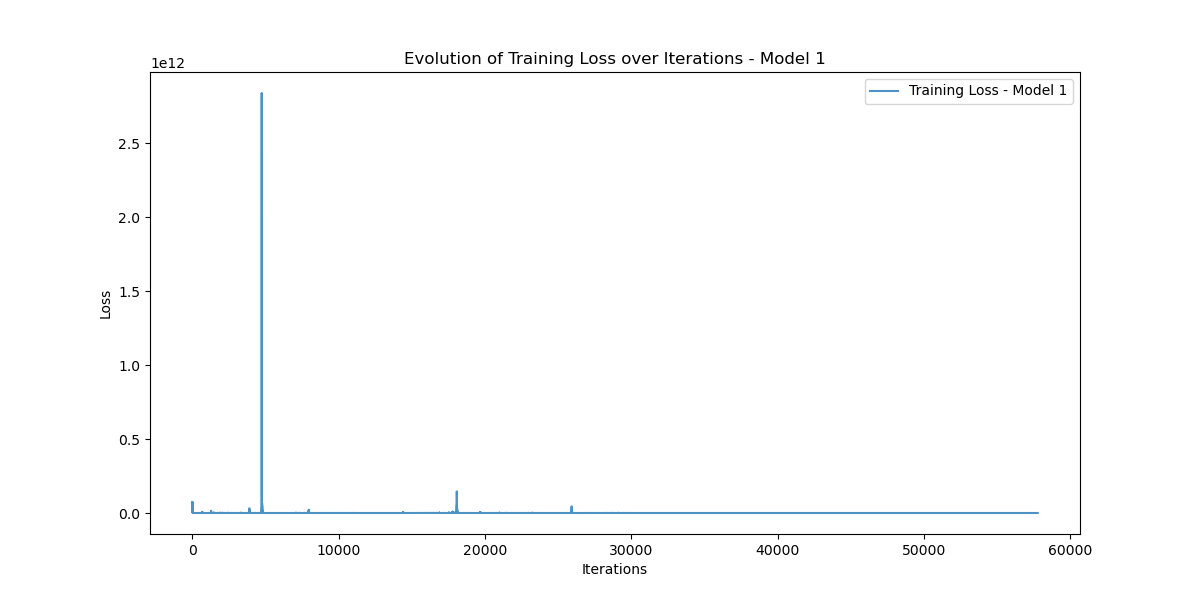 Evolution of Training Loss over Iterations - Model 1
1e12
Training Loss - Model 1
2.5
2.0
1.5
1.0
0.5
0.0
Loss
0 10000 20000 30000 40000 50000 60000
Iterations